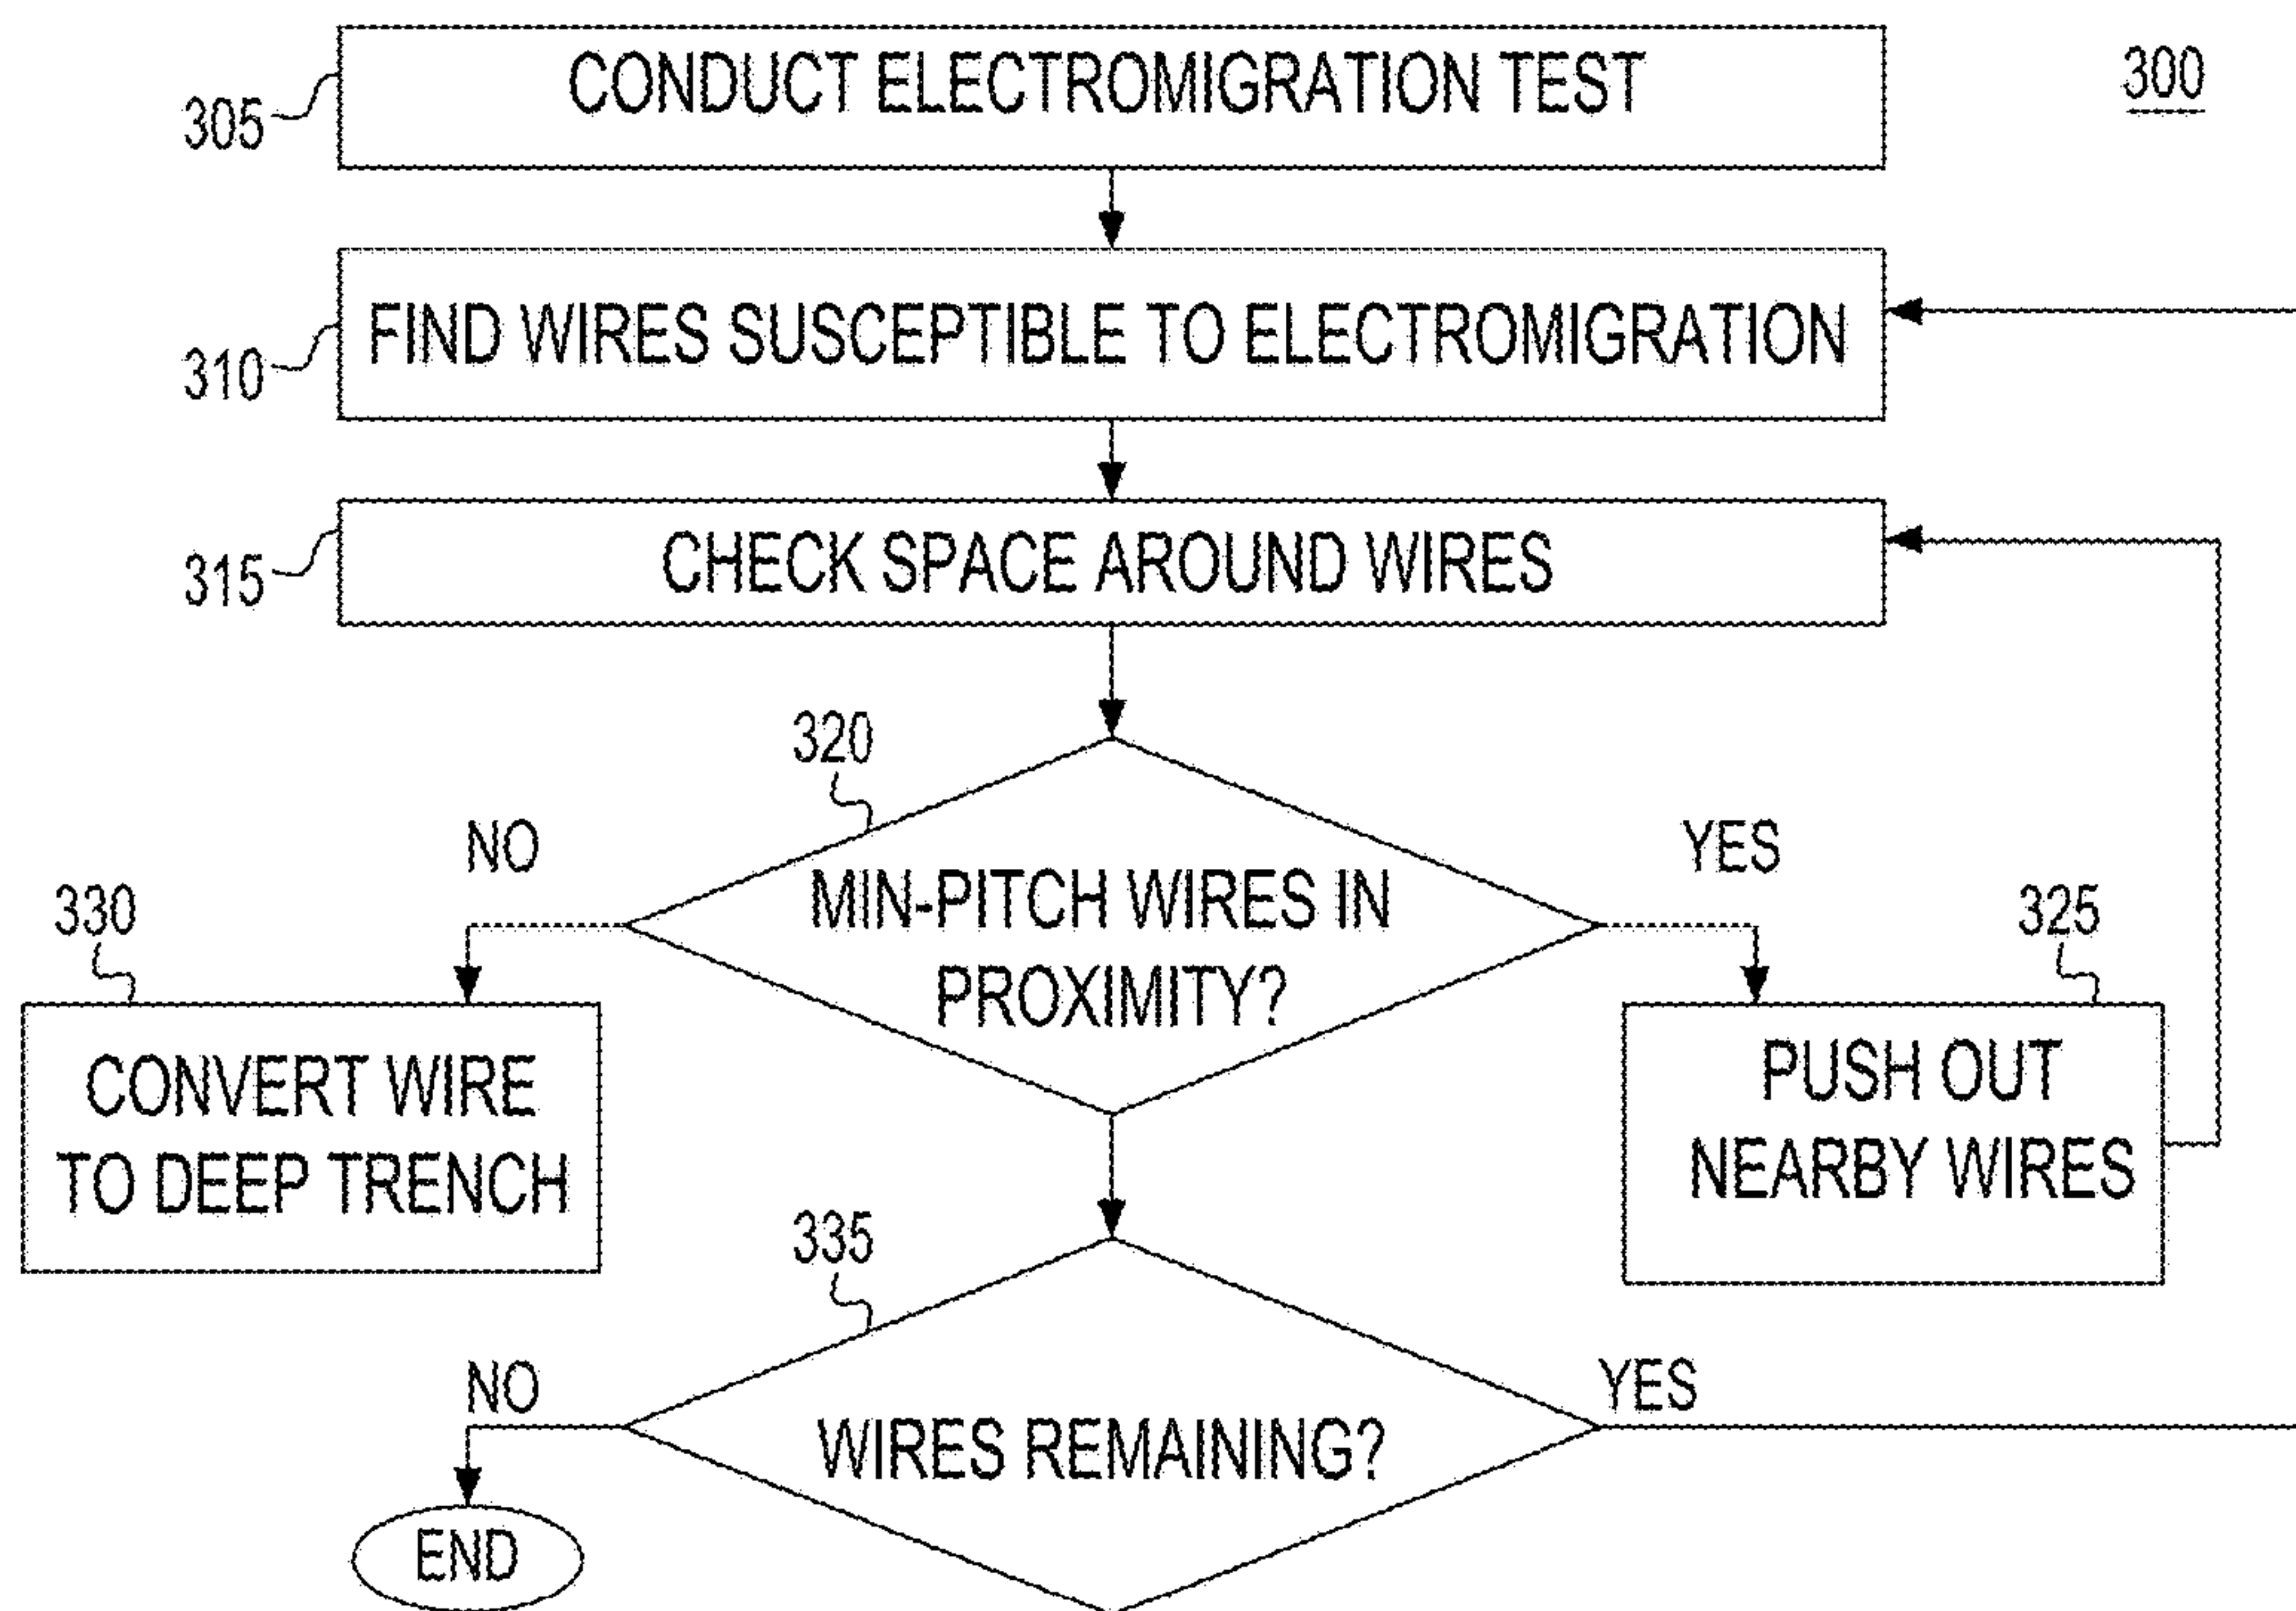 CONDUCT ELECTROMIGRATION TEST
300
305
FIND WIRES SUSCEPTIBLE TO ELECTROMIGRATION
310
CHECK SPACE AROUND WIRES
315
320
NO
YES
MIN-PITCH WIRES IN
PROXIMITY?
330
325
CONVERT WIRE
TO DEEP TRENCH
PUSH OUT
NEARBY WIRES
335
NO
YES
WIRES REMAINING?
END